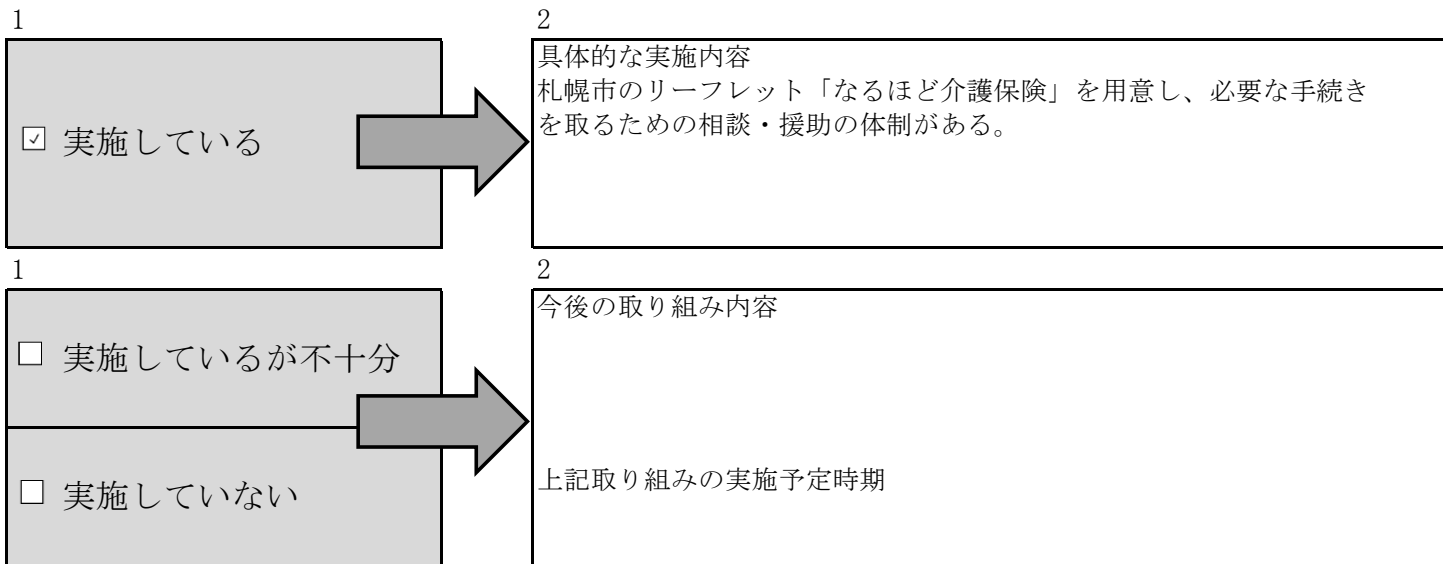 1
2
☑ 実施している
具体的な実施内容
札幌市のリーフレット「なるほど介護保険」を用意し、必要な手続き
を取るための相談・援助の体制がある。
1
2
☐ 実施しているが不十分
☐ 実施していない
今後の取り組み内容
上記取り組みの実施予定時期